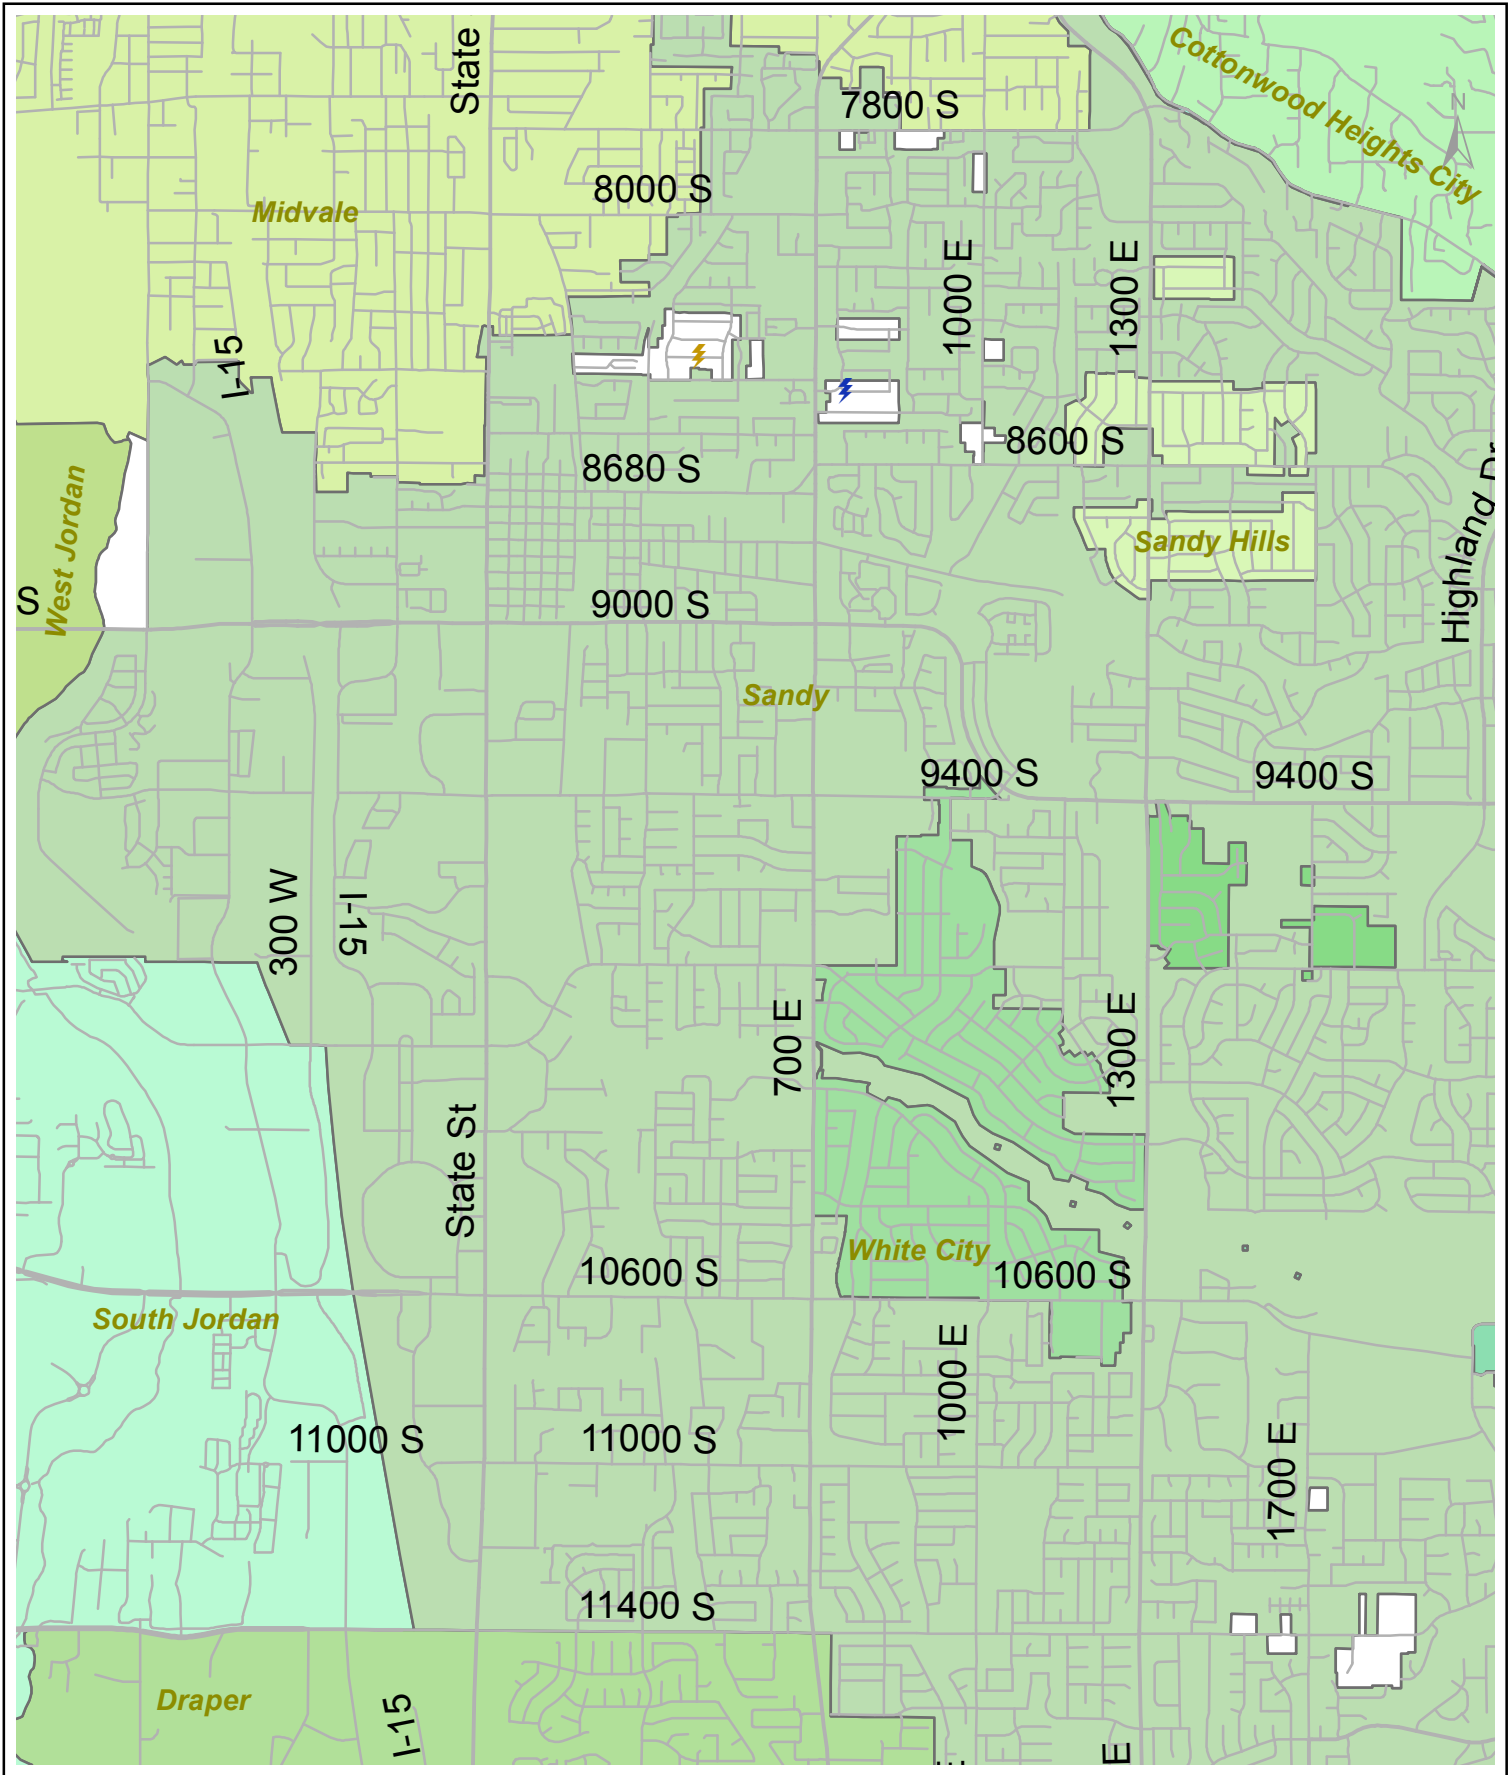 State
Cottonwood Heights City
N
7800 S
8000 S
Midvale
1000 E
1300 E
I-15
8600 S
8680 S
Highland Dr
West Jordan
Sandy Hills
S
9000 S
Sandy
9400 S
9400 S
300 W
I-15
700 E
1300 E
State St
White City
10600 S
10600 S
South Jordan
1000 E
11000 S
11000 S
1700 E
11400 S
Draper
I-15
E
E